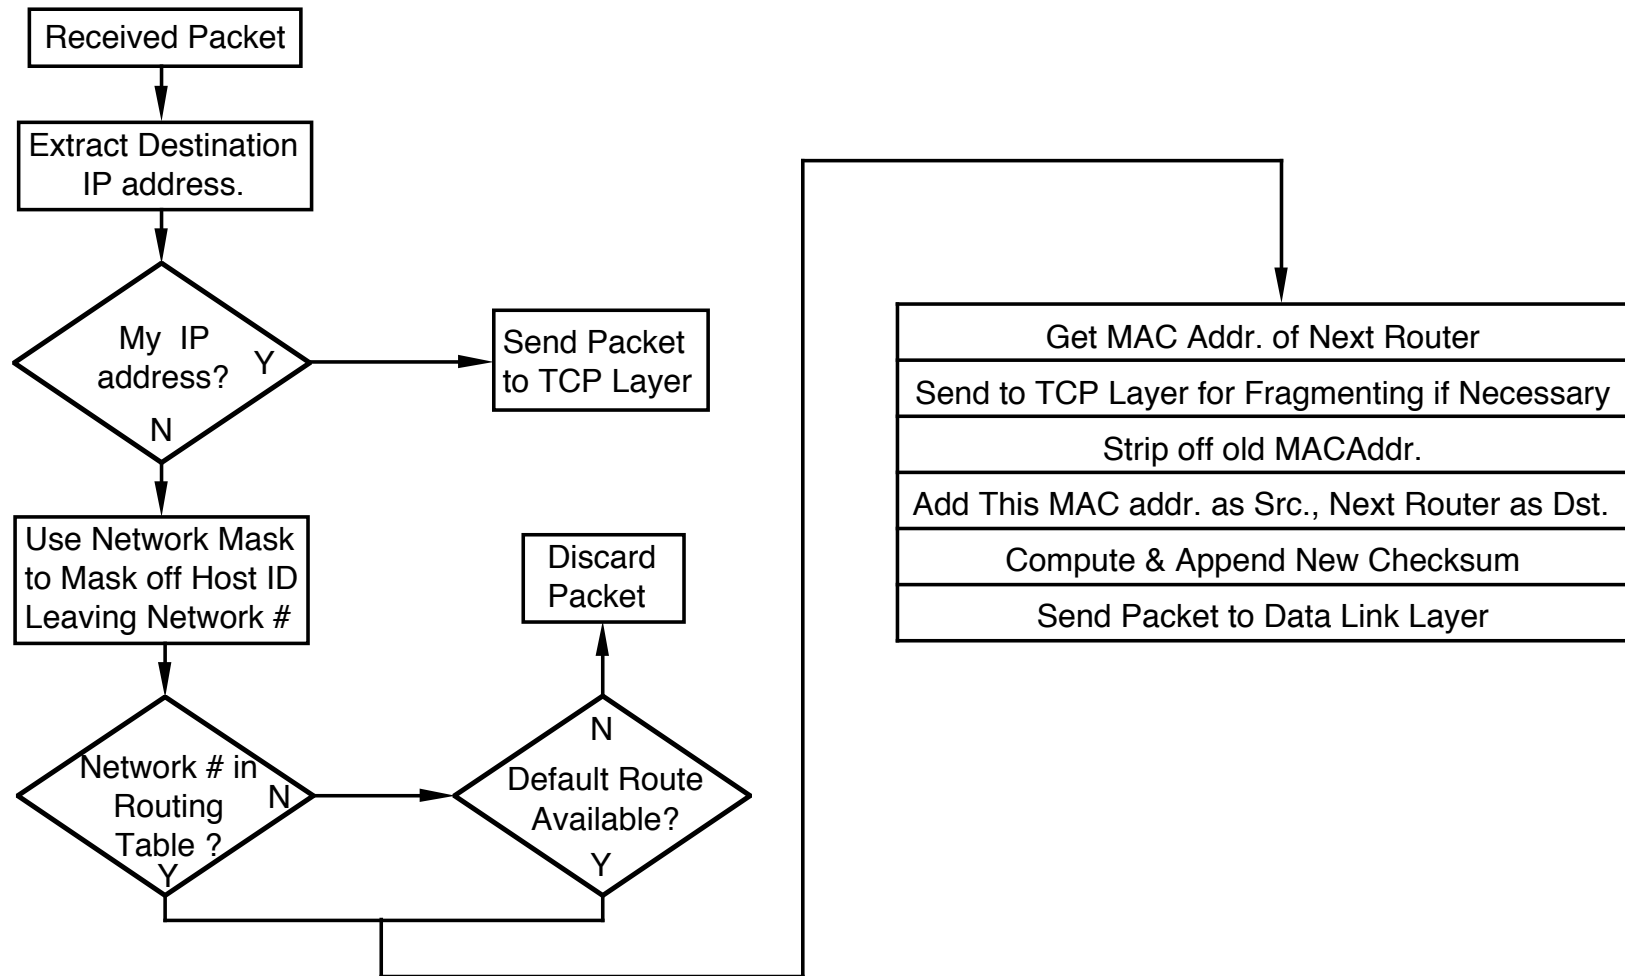 Received Packet
Extract Destination
IP address.
My IP
address?
Y
N
Send Packet
to TCP Layer
Use Network Mask
to Mask off Host ID
Leaving Network #
Network # in
Routing
Table ?
N
Y
Discard
Packet
N
Default Route
Available?
Y
Get MAC Addr. of Next Router
Send to TCP Layer for Fragmenting if Necessary
Strip off old MACAddr.
Add This MAC addr. as Src., Next Router as Dst.
Compute & Append New Checksum
Send Packet to Data Link Layer